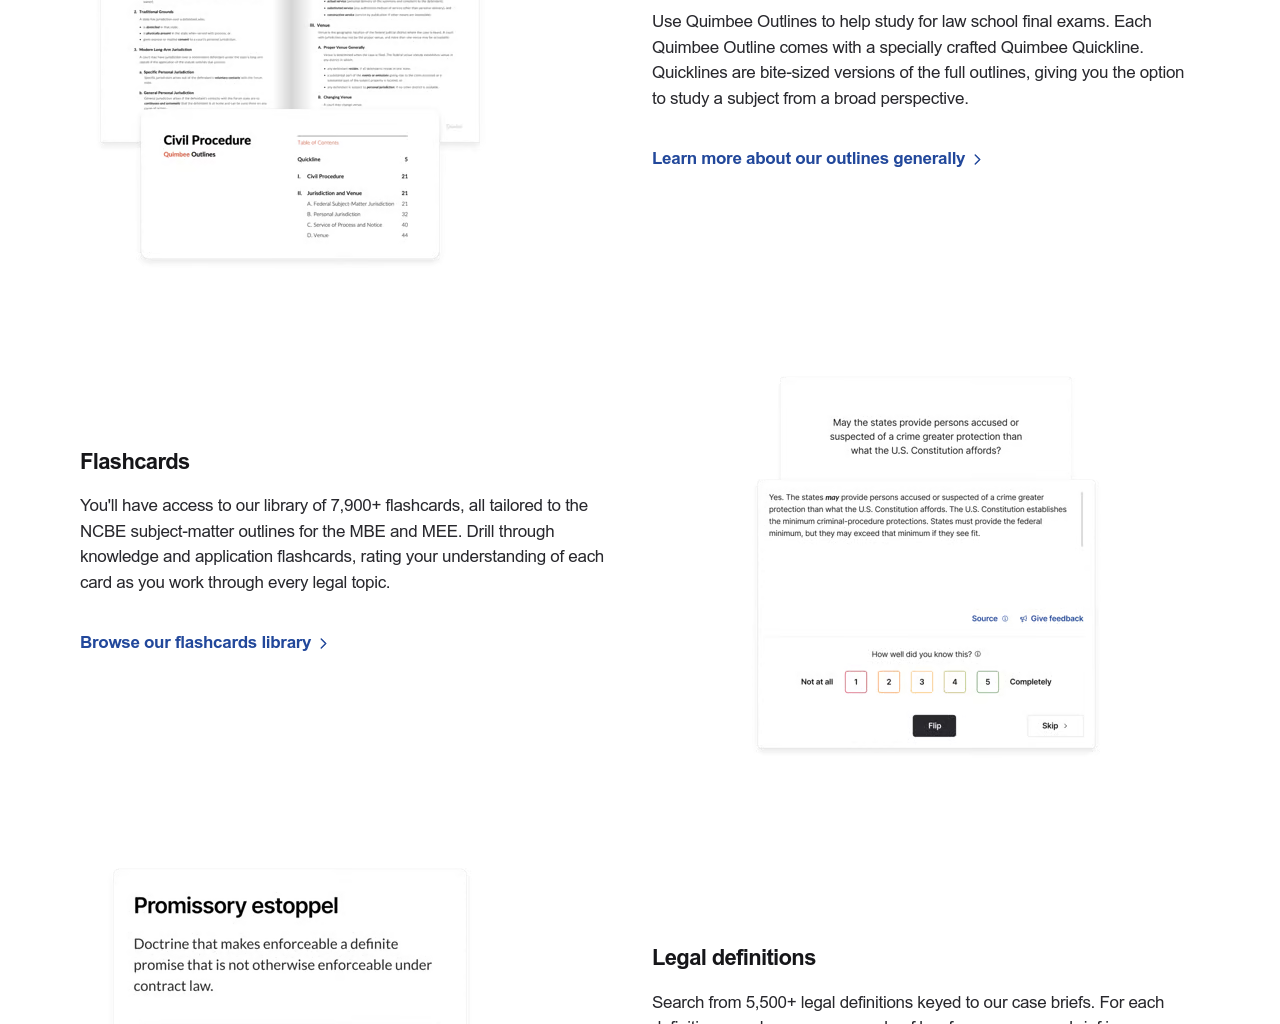 2. Traditional Grounds
3. Modern Long-Arm Jurisdiction
a. Specific Personal Jurisdiction
b. General Personal Jurisdiction
III. Venue
A. Proper Venue Generally
B. Changing Venue
Civil Procedure
Quimbee Outlines
Table of Contents
Quickline 5
I. Civil Procedure 21
II. Jurisdiction and Venue 21
A. Federal Subject-Matter Jurisdiction 21
B. Personal Jurisdiction 32
C. Service of Process and Notice 40
D. Venue 44
Use Quimbee Outlines to help study for law school final exams. Each
Quimbee Outline comes with a specially crafted Quimbee Quickline.
Quicklines are bite-sized versions of the full outlines, giving you the option
to study a subject from a broad perspective.
Learn more about our outlines generally
Flashcards
You'll have access to our library of 7,900+ flashcards, all tailored to the
NCBE subject-matter outlines for the MBE and MEE. Drill through
knowledge and application flashcards, rating your understanding of each
card as you work through every legal topic.
Browse our flashcards library
May the states provide persons accused or
suspected of a crime greater protection than
what the U.S. Constitution affords?
Yes. The states may provide persons accused or suspected of a crime greater
protection than what the U.S. Constitution affords. The U.S. Constitution establishes
the minimum criminal-procedure protections. States must provide the federal
minimum, but they may exceed that minimum if they see fit.
Source Give feedback
How well did you know this?
Not at all 1 2 3 4 5 Completely
Flip Skip
Promissory estoppel
Doctrine that makes enforceable a definite
promise that is not otherwise enforceable under
contract law.
Legal definitions
Search from 5,500+ legal definitions keyed to our case briefs. For each